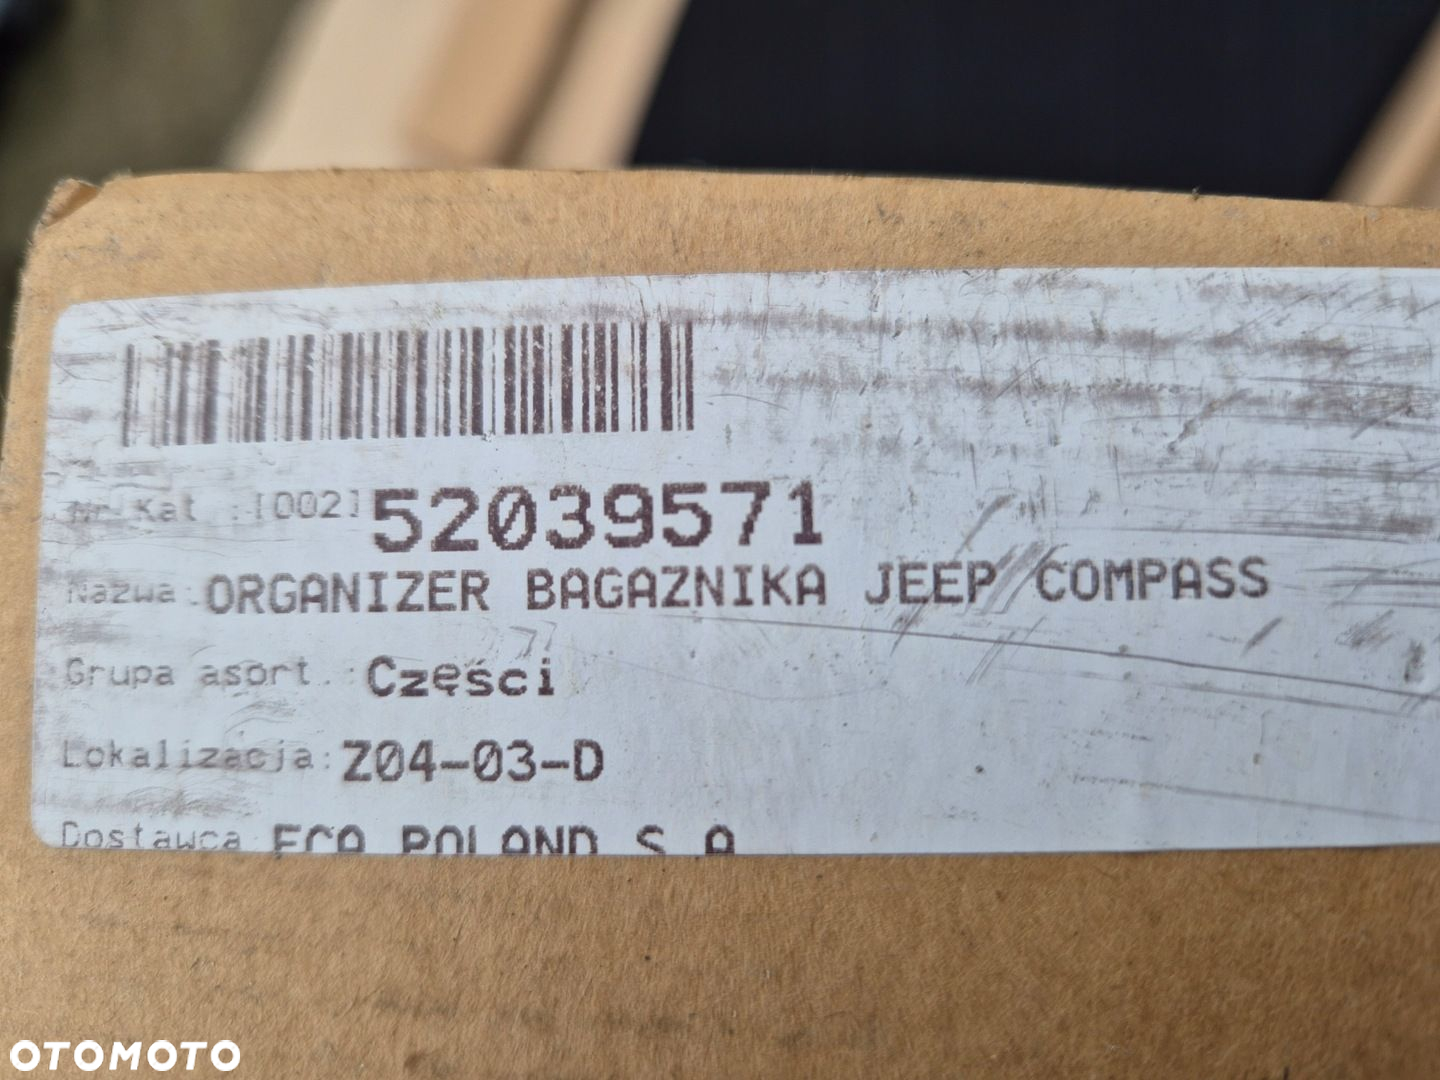 Nr Kat .:[002]52039571
Nazwa:ORGANIZER BAGAZNIKA JEEP COMPASS
Grupa asort.:Części
Lokalizacja:Z04-03-D
Dostawca:FCA POLAND S.A
OTOMOTO